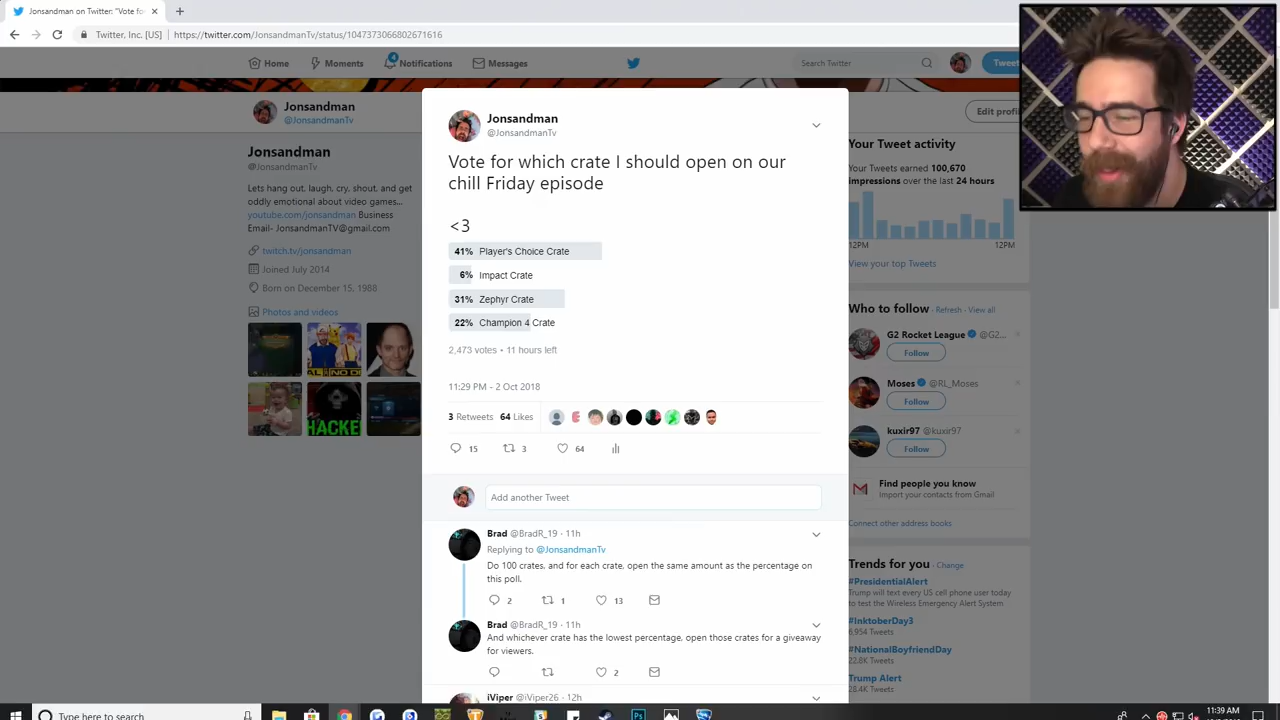 Jonsandman on Twitter: "Vote for
Twitter, Inc. [US] https://twitter.com/JonsandmanTv/status/1047373066802671616
Home Moments 4 Notifications Messages Search Twitter Tweet
Jonsandman
@JonsandmanTv
Edit profil
Jonsandman
@JonsandmanTv
Lets hang out, laugh, cry, shout, and get
oddly emotional about video games...
youtube.com/jonsandman Business
Email- JonsandmanTV@gmail.com
twitch.tv/jonsandman
Joined July 2014
Born on December 15, 1988
Photos and videos
HACKE
Jonsandman
@JonsandmanTv
Vote for which crate I should open on our
chill Friday episode
<3
41% Player's Choice Crate
6% Impact Crate
31% Zephyr Crate
22% Champion 4 Crate
2,473 votes • 11 hours left
11:29 PM - 2 Oct 2018
3 Retweets 64 Likes
15 3 64
Add another Tweet
Brad @BradR_19 · 11h
Replying to @JonsandmanTv
Do 100 crates, and for each crate, open the same amount as the percentage on
this poll.
2 1 13
Brad @BradR_19 · 11h
And whichever crate has the lowest percentage, open those crates for a giveaway
for viewers.
2
iViper @iViper26 · 12h
Your Tweet activity
Your Tweets earned 100,670
impressions over the last 24 hours
12PM 12PM
View your top Tweets
Who to follow · Refresh · View all
G2 Rocket League @G2...
Follow
Moses @RL_Moses
Follow
kuxir97 @kuxir97
Follow
Find people you know
Import your contacts from Gmail
Connect other address books
Trends for you · Change
#PresidentialAlert
Trump will text every US cell phone user today
to test the Wireless Emergency Alert System
#InktoberDay3
6,954 Tweets
#NationalBoyfriendDay
22.8K Tweets
Trump Alert
28.4K Tweets
Type here to search
11:39 AM